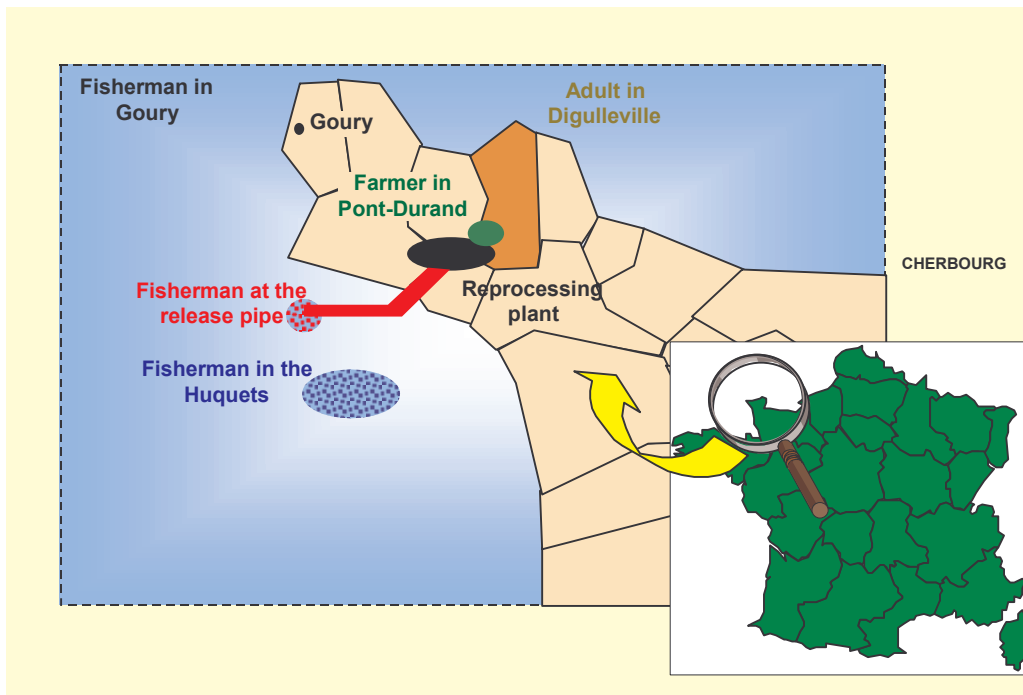 Fisherman in
Goury
Adult in
Digulleville
Goury
Farmer in
Pont-Durand
CHERBOURG
Fisherman at the
release pipe
Reprocessing
plant
Fisherman in the
Huquets